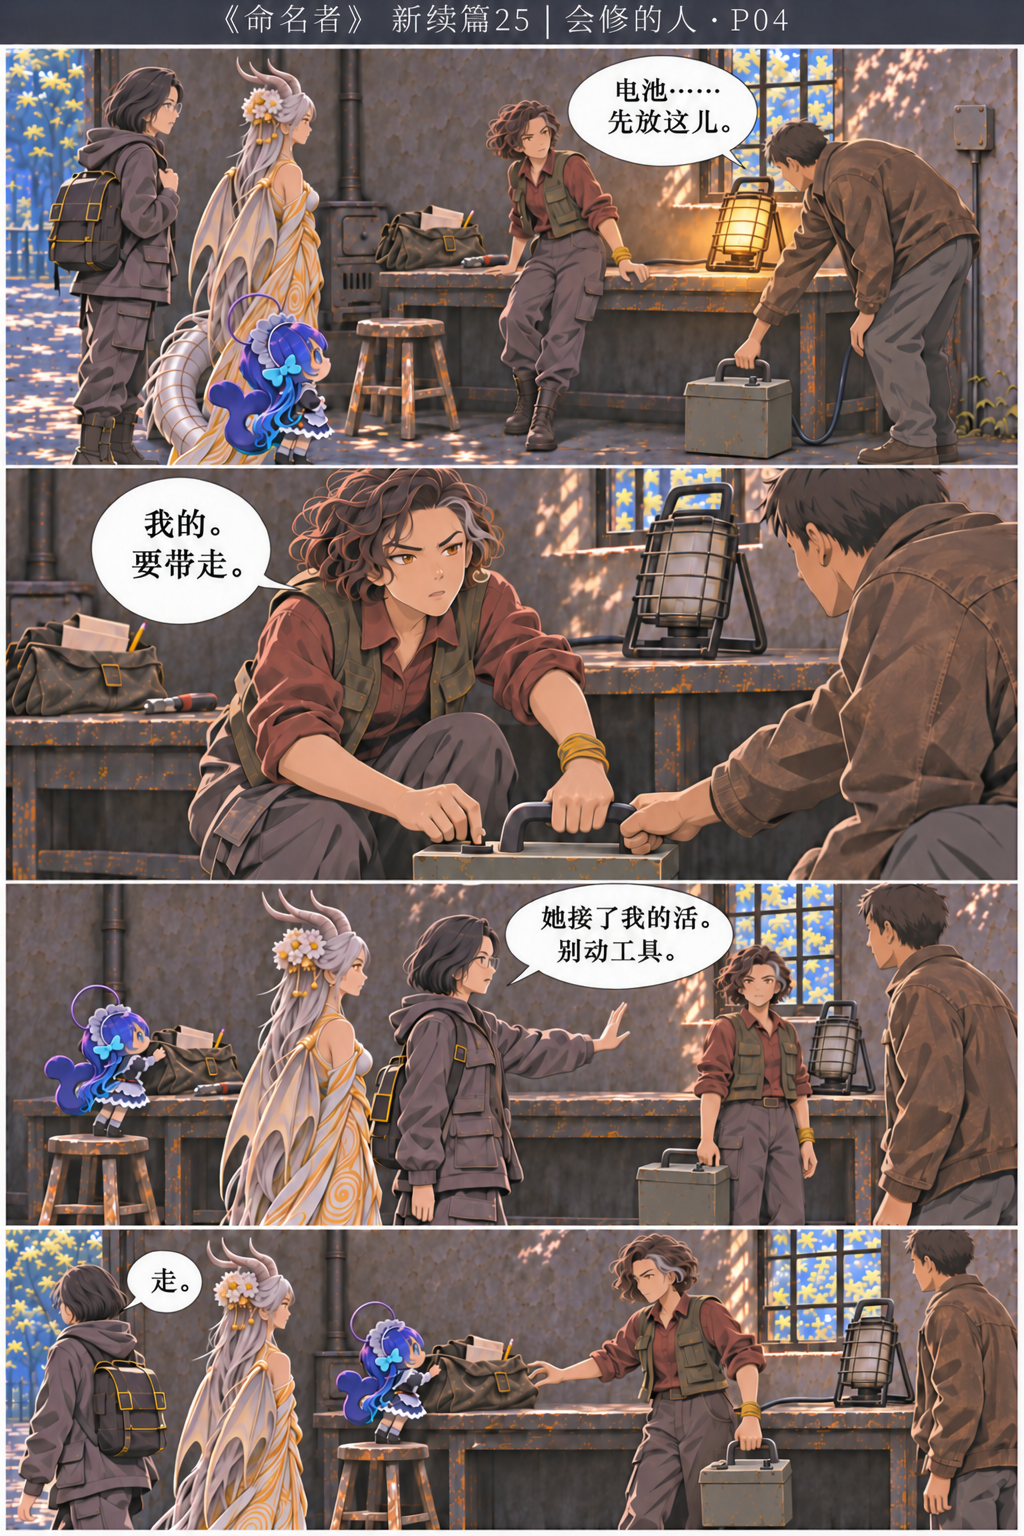 《命名者》 新续篇25 | 会修的人 · P04
电池……
先放这儿。
我的。
要带走。
她接了我的活。
别动工具。
走。